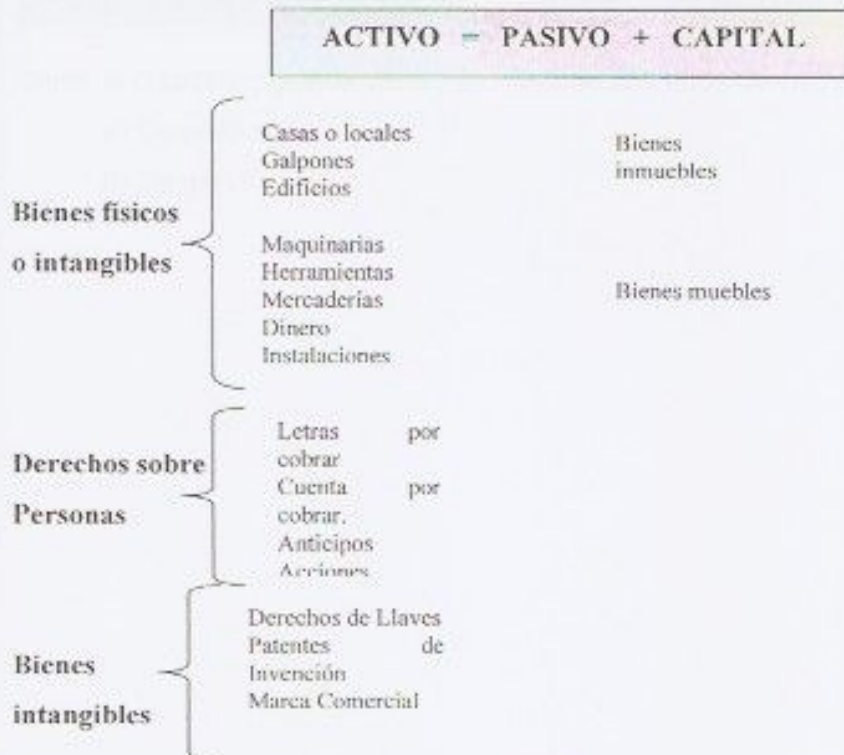 ACTIVO = PASIVO + CAPITAL
Bienes físicos
o intangibles
Casas o locales
Galpones
Edificios
Bienes
inmuebles
Maquinarias
Herramientas
Mercaderías
Dinero
Instalaciones
Bienes muebles
Derechos sobre
Personas
Letras por
cobrar
Cuenta por
cobrar.
Anticipos
Acciones
Bienes
intangibles
Derechos de Llaves
Patentes de
Invención
Marca Comercial